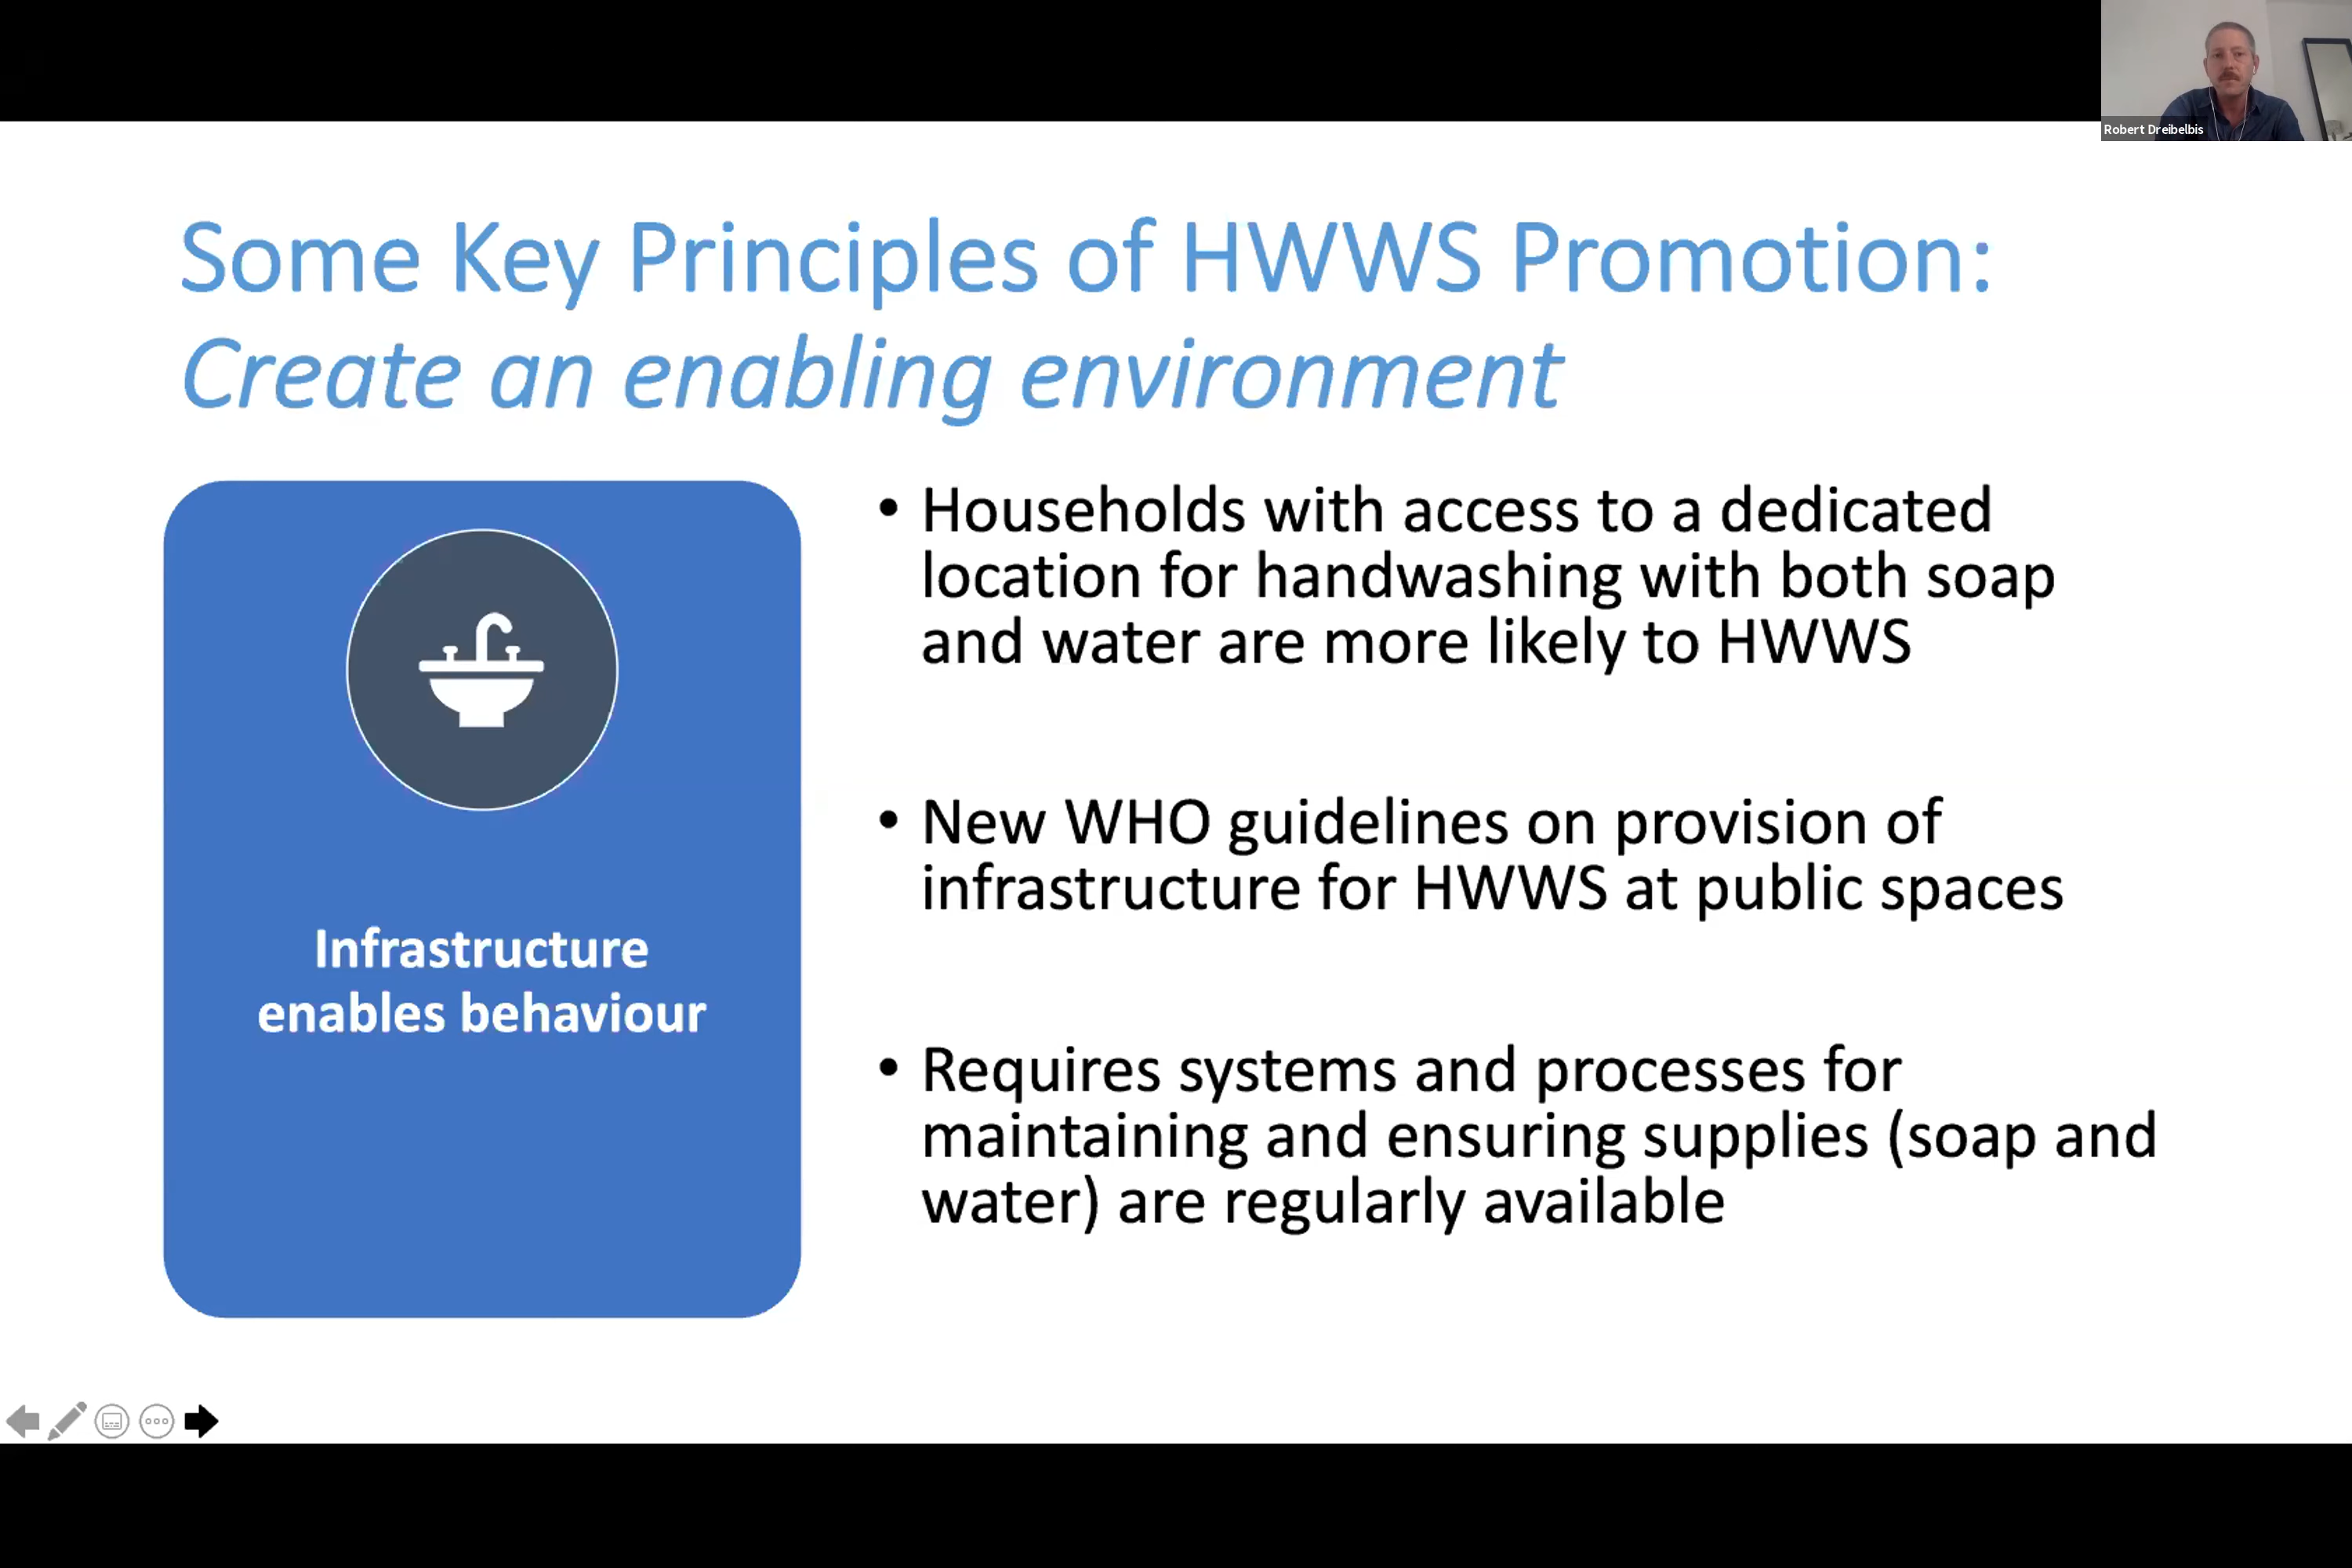 Robert Dreibelbis
Some Key Principles of HWWS Promotion:
Create an enabling environment
Infrastructure
enables behaviour
• Households with access to a dedicated
location for handwashing with both soap
and water are more likely to HWWS
• New WHO guidelines on provision of
infrastructure for HWWS at public spaces
• Requires systems and processes for
maintaining and ensuring supplies (soap and
water) are regularly available